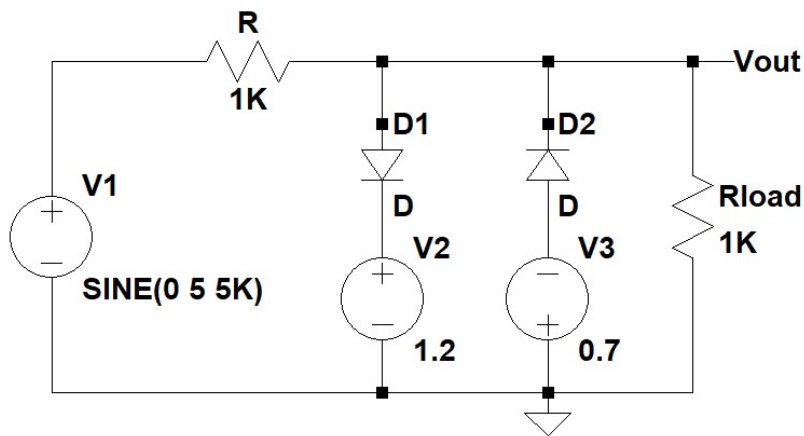 R
1K
Vout
D1
D2
V1
D
D
Rload
1K
V2
V3
SINE(0 5 5K)
1.2
0.7